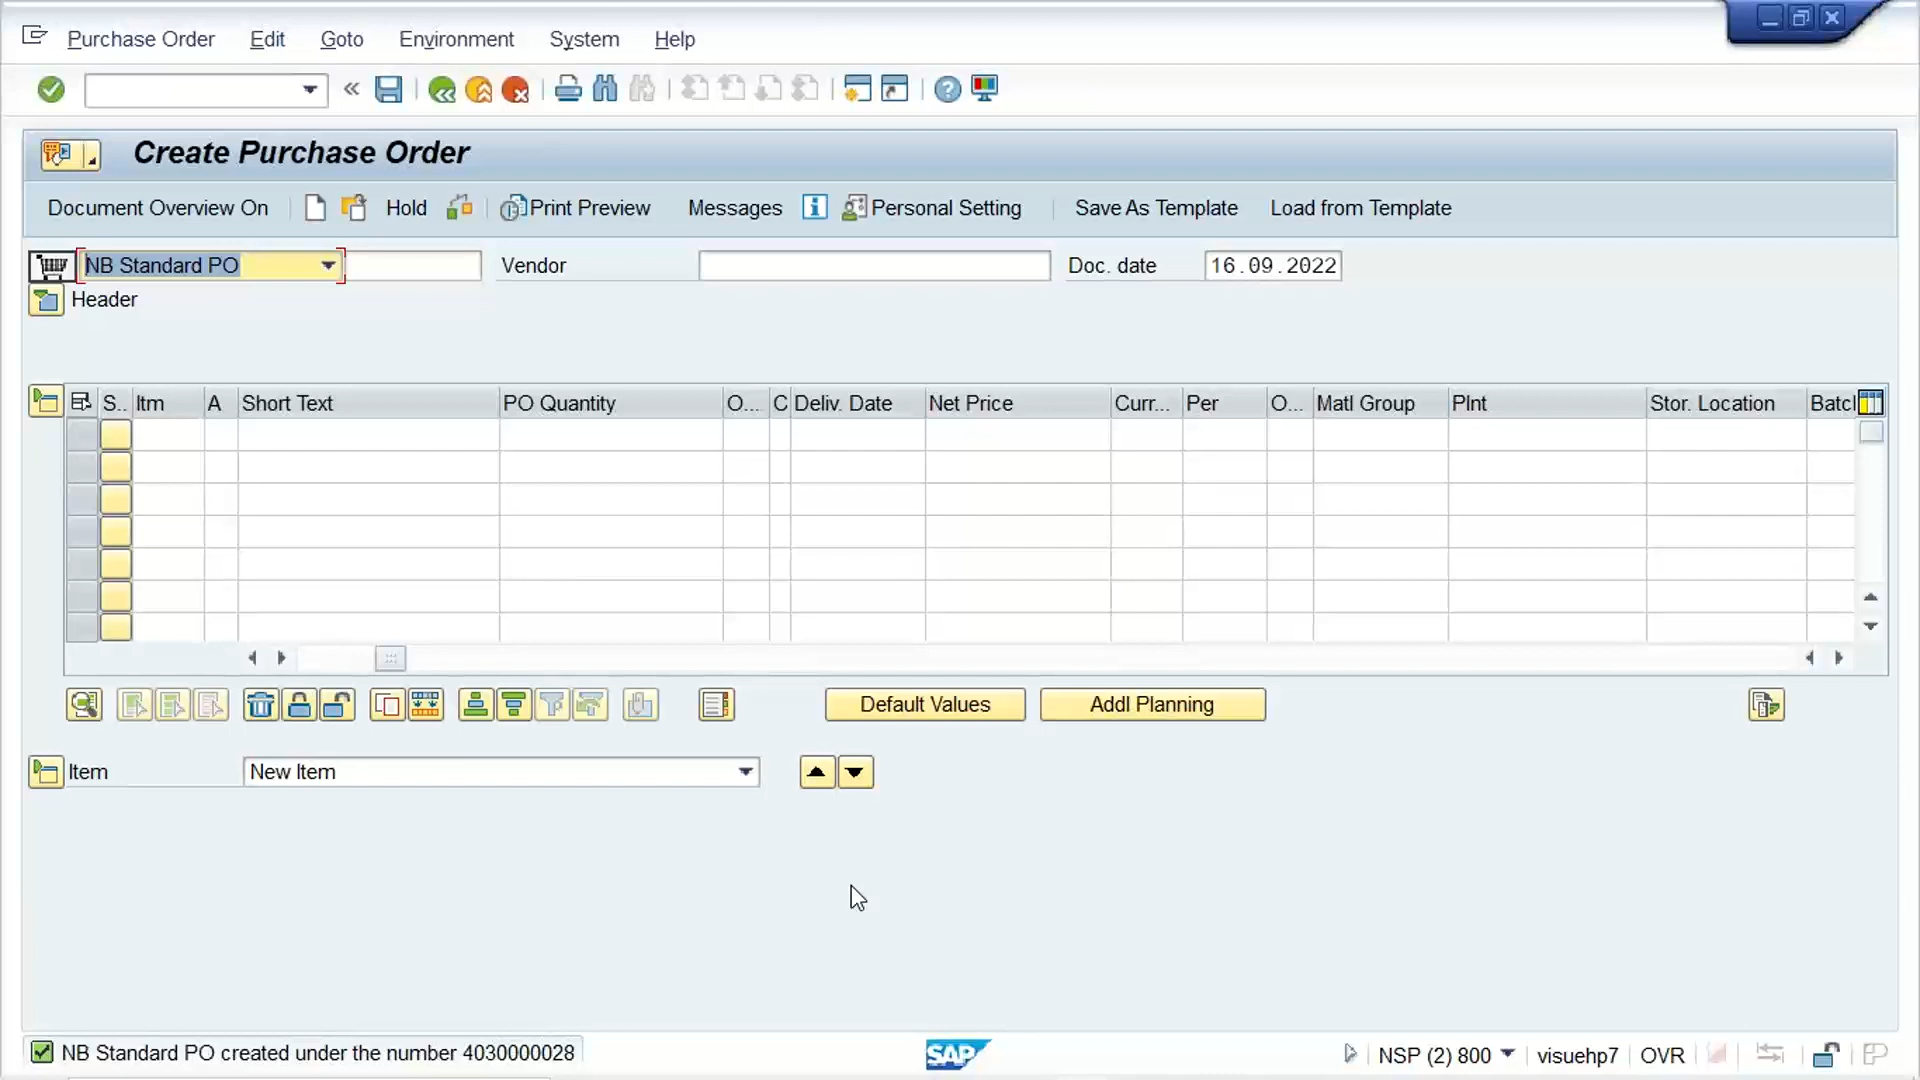 Purchase Order Edit Goto Environment System Help
Create Purchase Order
Document Overview On Hold Print Preview Messages Personal Setting Save As Template Load from Template
NB Standard PO Vendor Doc. date 16.09.2022
Header
S.. Itm A Short Text PO Quantity O... C Deliv. Date Net Price Curr... Per O... Matl Group Plnt Stor. Location Batcl
Default Values Addl Planning
Item New Item
NB Standard PO created under the number 4030000028 SAP NSP (2) 800 visuehp7 OVR